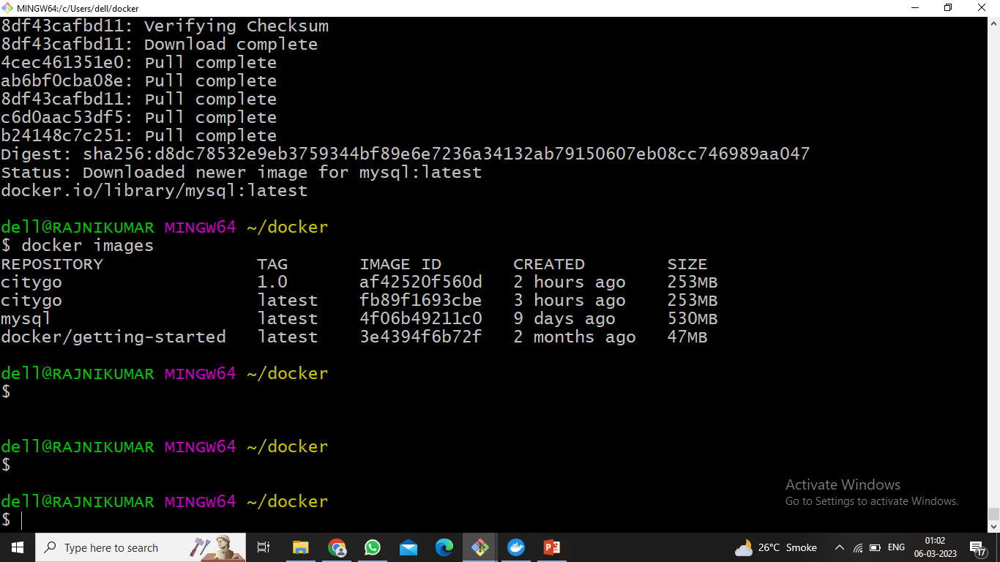 MINGW64:/c/Users/dell/docker
8df43cafbd11: Verifying Checksum
8df43cafbd11: Download complete
4cec461351e0: Pull complete
ab6bf0cba08e: Pull complete
8df43cafbd11: Pull complete
c6d0aac53df5: Pull complete
b24148c7c251: Pull complete
Digest: sha256:d8dc78532e9eb3759344bf89e6e7236a34132ab79150607eb08cc746989aa047
Status: Downloaded newer image for mysql:latest
docker.io/library/mysql:latest
dell@RAJNIKUMAR MINGW64 ~/docker
$ docker images
REPOSITORY TAG IMAGE ID CREATED SIZE
citygo 1.0 af42520f560d 2 hours ago 253MB
citygo latest fb89f1693cbe 3 hours ago 253MB
mysql latest 4f06b49211c0 9 days ago 530MB
docker/getting-started latest 3e4394f6b72f 2 months ago 47MB
dell@RAJNIKUMAR MINGW64 ~/docker
$
dell@RAJNIKUMAR MINGW64 ~/docker
$
dell@RAJNIKUMAR MINGW64 ~/docker
$
Activate Windows
Go to Settings to activate Windows.
Type here to search
26°C Smoke
ENG
01:02
06-03-2023
17